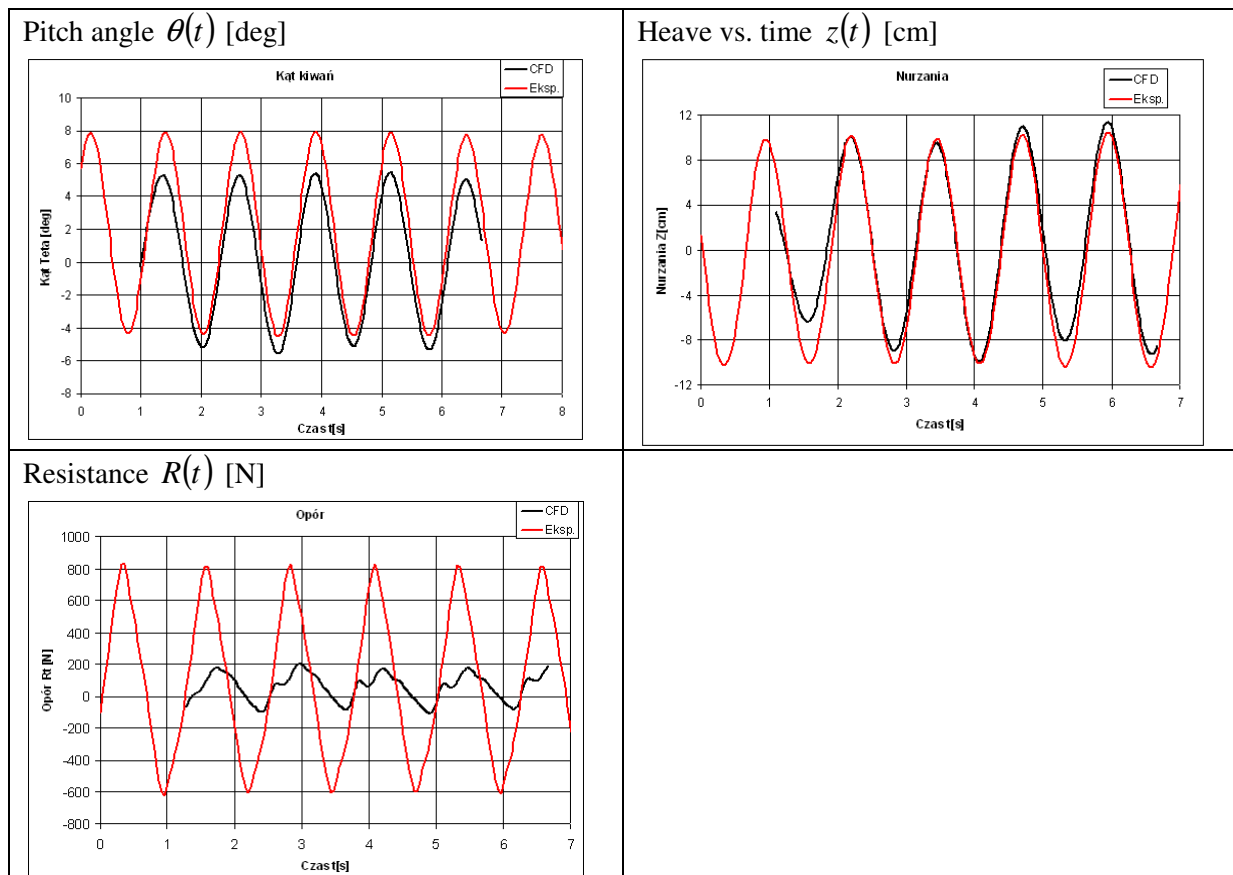 Pitch angle θ(t) [deg]
Kąt kiwań
CFD
Eksp.
10
8
6
4
2
0
-2
-4
-6
-8
Kąt Teta [deg]
0 1 2 3 4 5 6 7 8
Czas t[s]
Heave vs. time z(t) [cm]
Nurzania
CFD
Eksp.
12
8
4
0
-4
-8
-12
Nurzania Z[cm]
0 1 2 3 4 5 6 7
Czas t[s]
Resistance R(t) [N]
Opór
CFD
Eksp.
1000
800
600
400
200
0
-200
-400
-600
-800
Opór Rt [N]
0 1 2 3 4 5 6 7
Czas t[s]